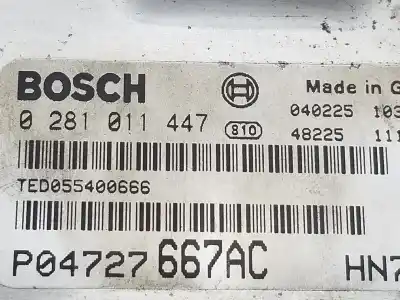 BOSCH Made in G
0 281 011 447 810 040225 103
48225 111
TED055400666
P04727 667AC HN7